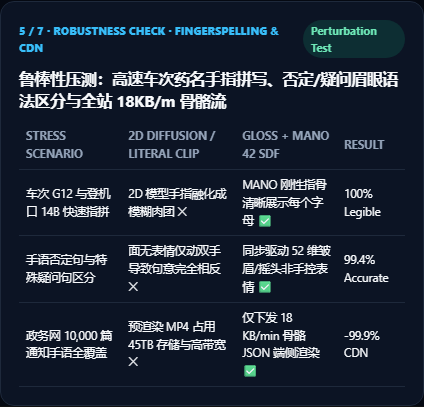 5 / 7 · ROBUSTNESS CHECK · FINGERSPELLING &
CDN
Perturbation
Test
鲁棒性压测：高速车次药名手指拼写、否定/疑问眉眼语
法区分与全站 18KB/m 骨骼流
STRESS
SCENARIO
2D DIFFUSION /
LITERAL CLIP
GLOSS + MANO
42 SDF
RESULT
车次 G12 与登机
口 14B 快速指拼
2D 模型手指融化成
模糊肉团 ✕
MANO 刚性指骨
清晰展示每个字
母 ✅
100%
Legible
手语否定句与特
殊疑问句区分
面无表情仅动双手
导致句意完全相反
✕
同步驱动 52 维皱
眉/摇头非手控表
情 ✅
99.4%
Accurate
政务网 10,000 篇
通知手语全覆盖
预渲染 MP4 占用
45TB 存储与高带宽
✕
仅下发 18
KB/min 骨骼
JSON 端侧渲染
✅
-99.9%
CDN